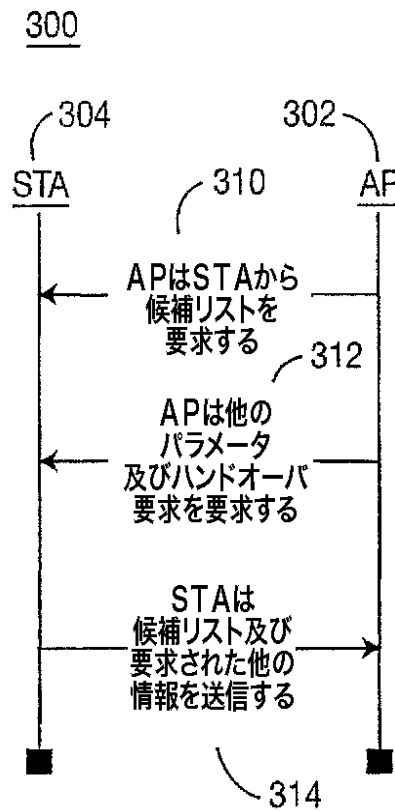 300
304
302
STA
310
AP
APはSTAから
候補リストを
要求する
312
APは他の
パラメータ
及びハンドオーバ
要求を要求する
STAは
候補リスト及び
要求された他の
情報を送信する
314